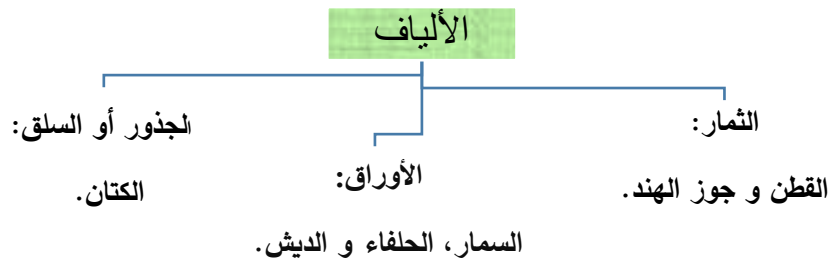 الألياف
الثمار:
القطن و جوز الهند.
الأوراق:
السمار، الحلفاء و الديش.
الجذور أو السلق:
الكتان.